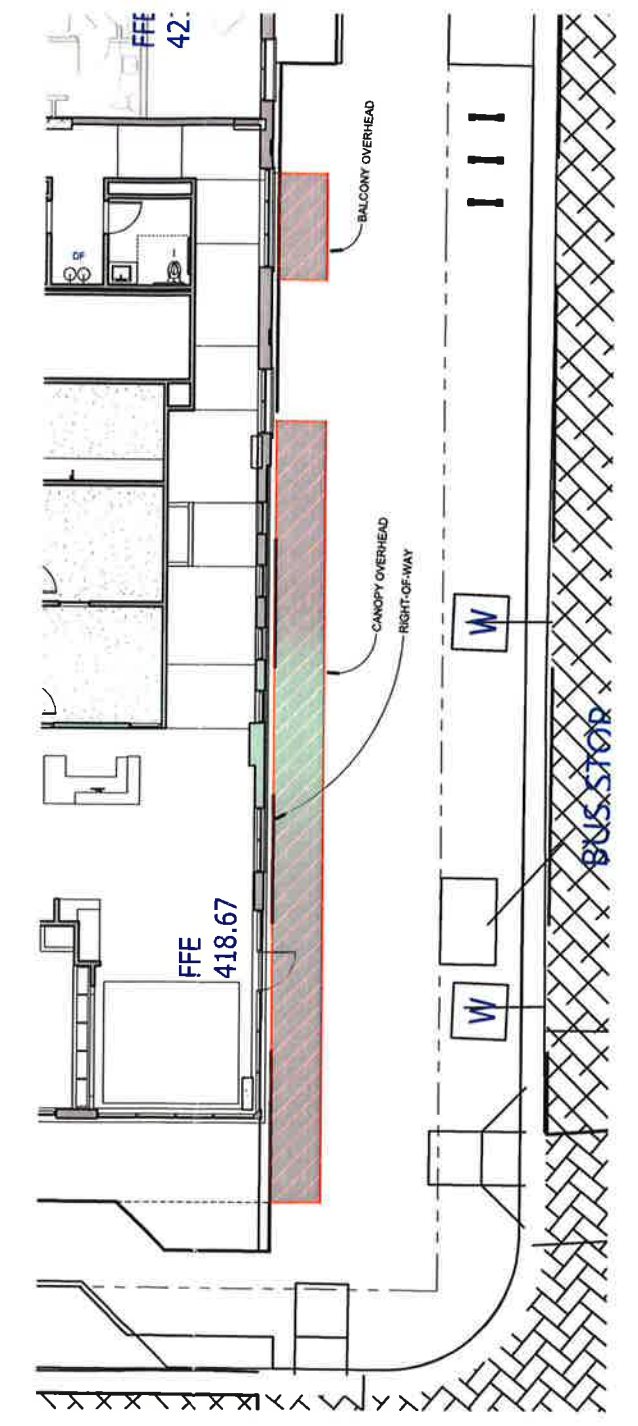 FFE
42
DF
BALCONY OVERHEAD
CANOPY OVERHEAD
RIGHT-OF-WAY
W
BUS STOP
FFE
418.67
W